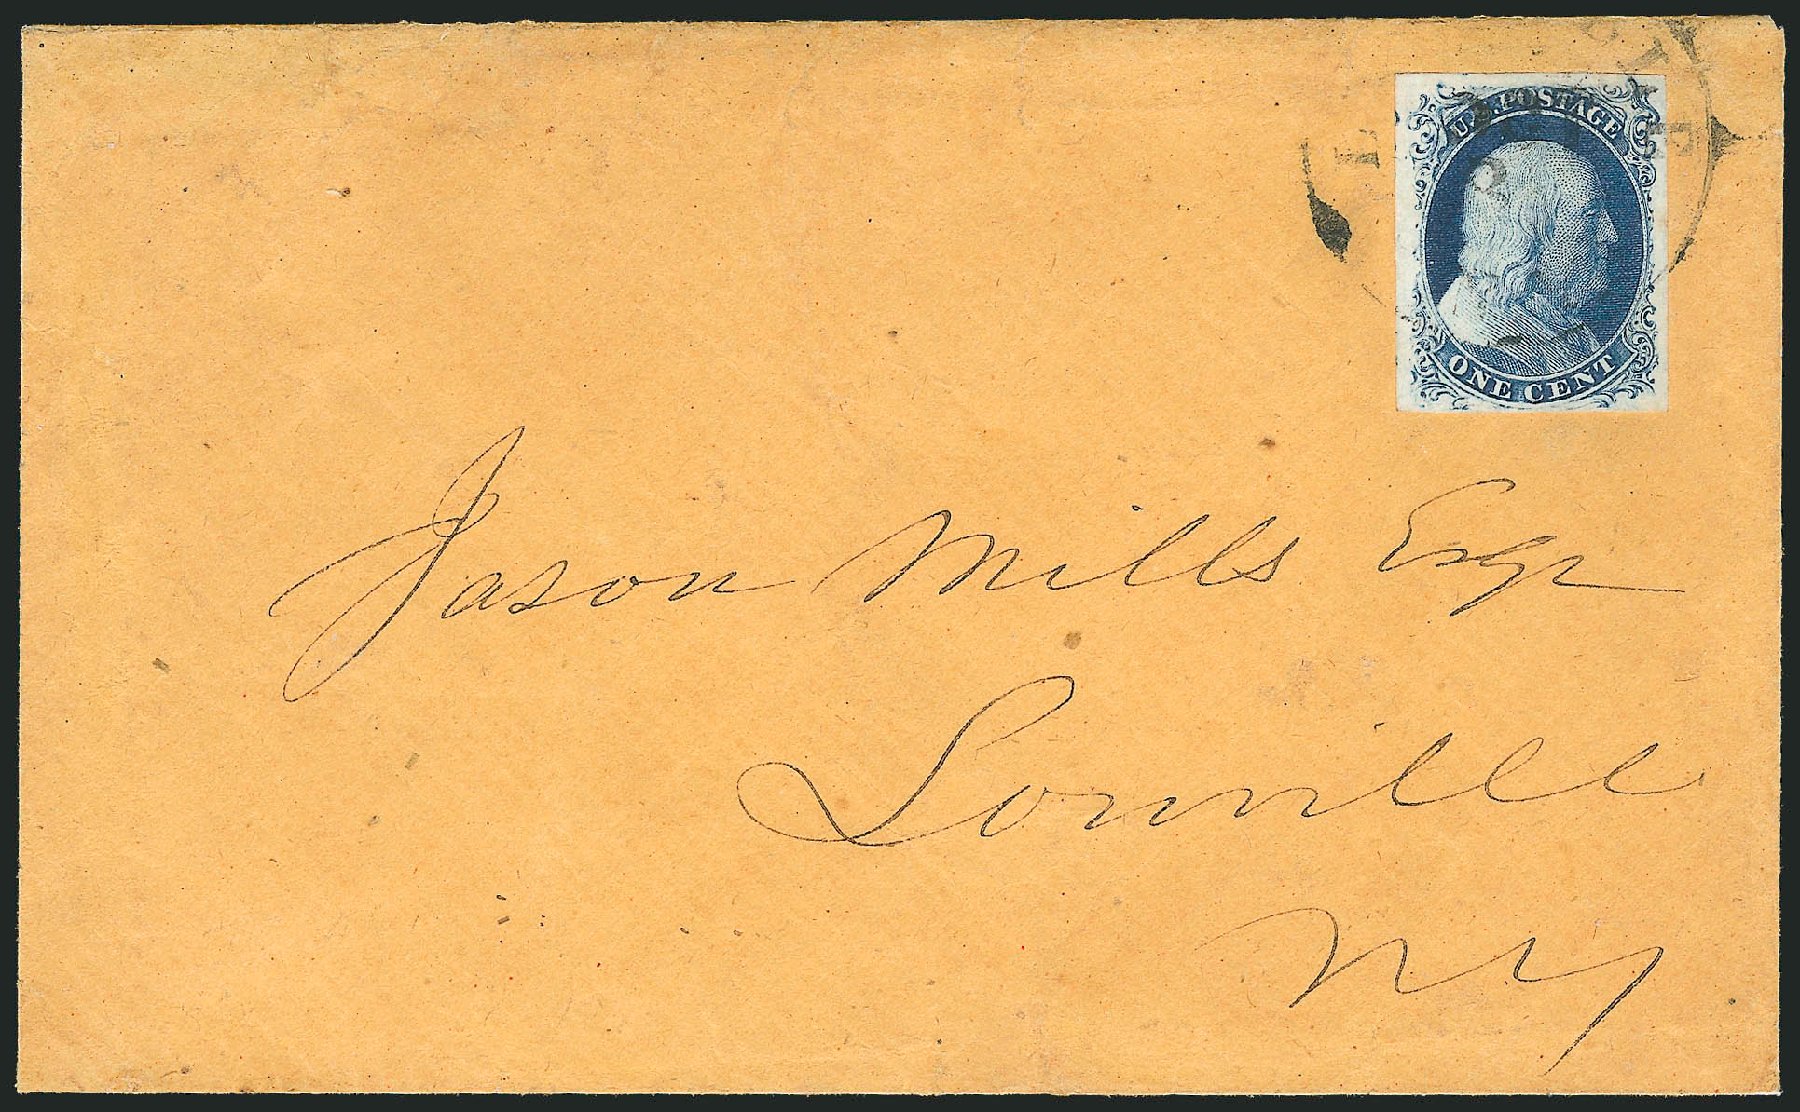 U.S. POSTAGE
ONE CENT
Jason Mills Esqr
Lowville
NY